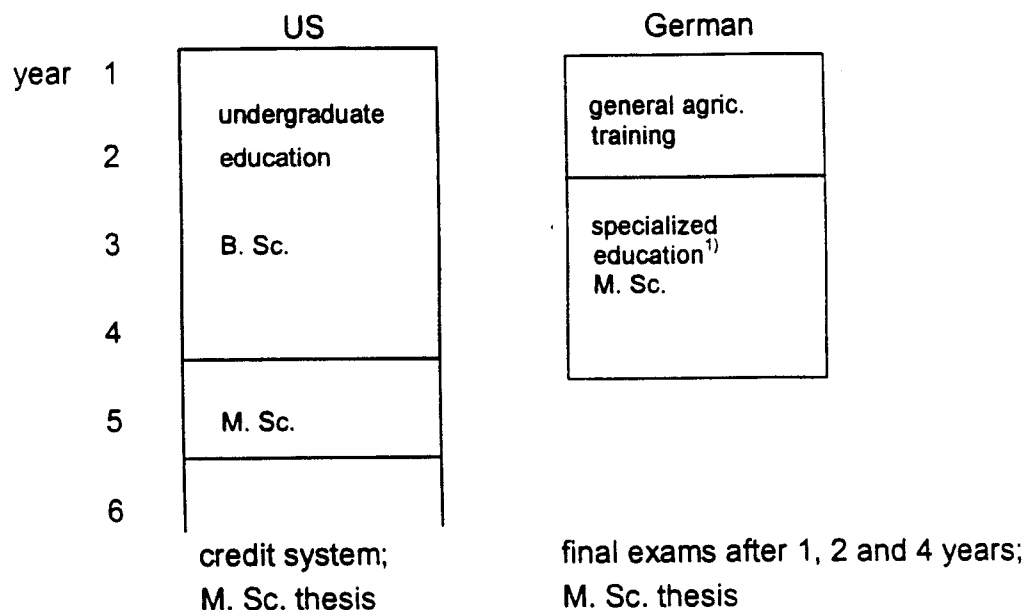 US
German
year 1
undergraduate
general agric.
training
2
education
3
B. Sc.
specialized
education1)
M. Sc.
4
5
M. Sc.
6
credit system;
M. Sc. thesis
final exams after 1, 2 and 4 years;
M. Sc. thesis